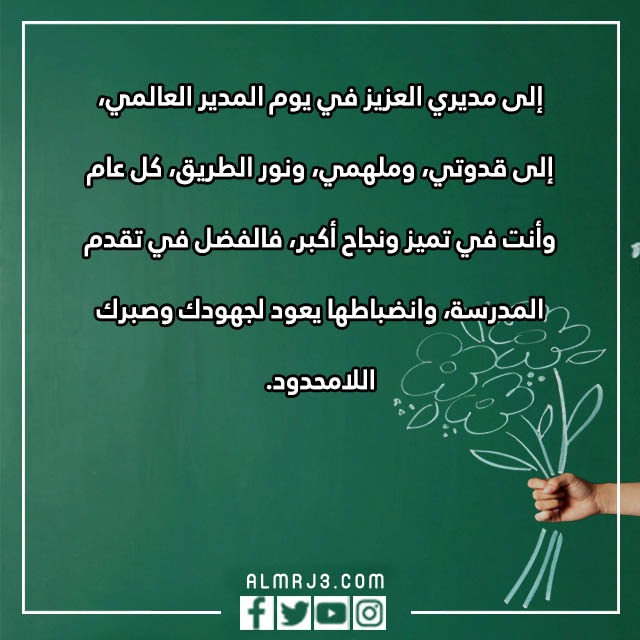 إلى مديري العزيز في يوم المدير العالمي،
إلى قدوتي، وملهمي، ونور الطريق، كل عام
وأنت في تميز ونجاح أكبر، فالفضل في تقدم
المدرسة، وانضباطها يعود لجهودك وصبرك
اللامحدود.
ALMRJ3.COM